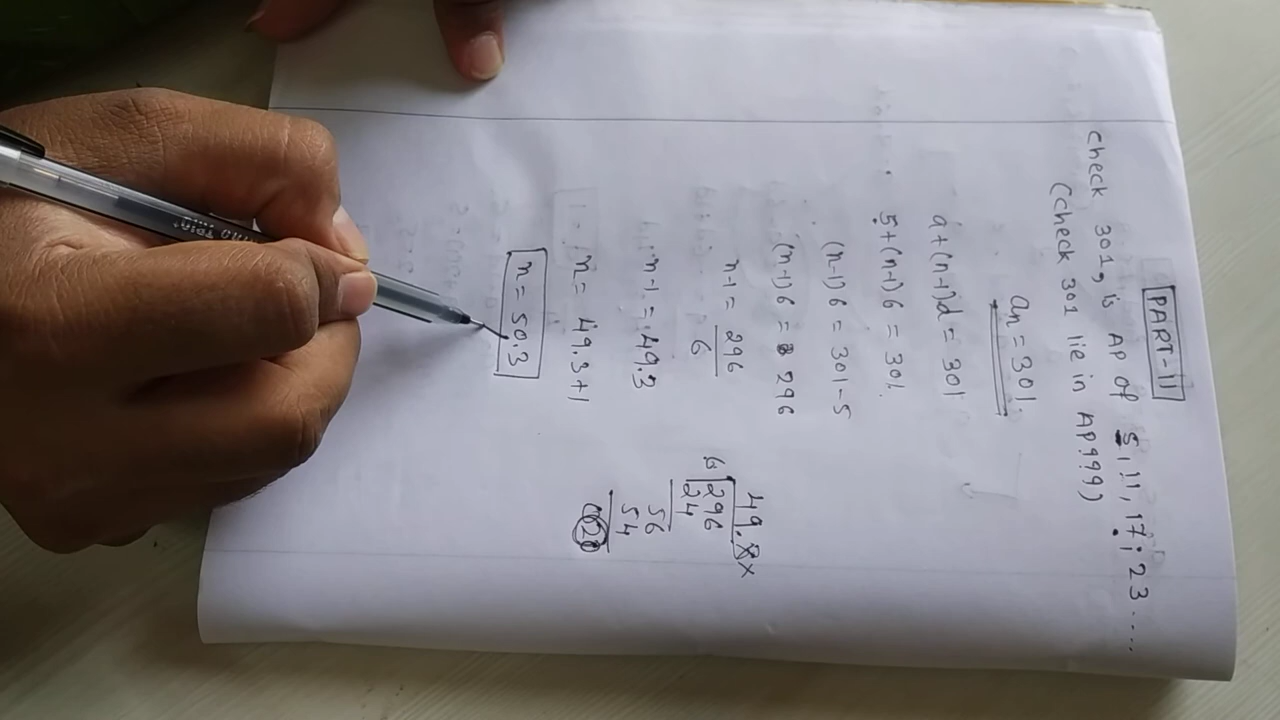 PART-11
Check 301, is AP of 5, 11, 17, 23 ....
(check 301 lie in AP???)
an = 301.
a+(n-1)d = 301
5+(n-1)6 = 301.
(n-1)6 = 301-5
(n-1)6 = 296
n-1 = 296
6
n-1 = 49.3
n = 49.3+1
n = 50.3
49.
6 296
24
56
54